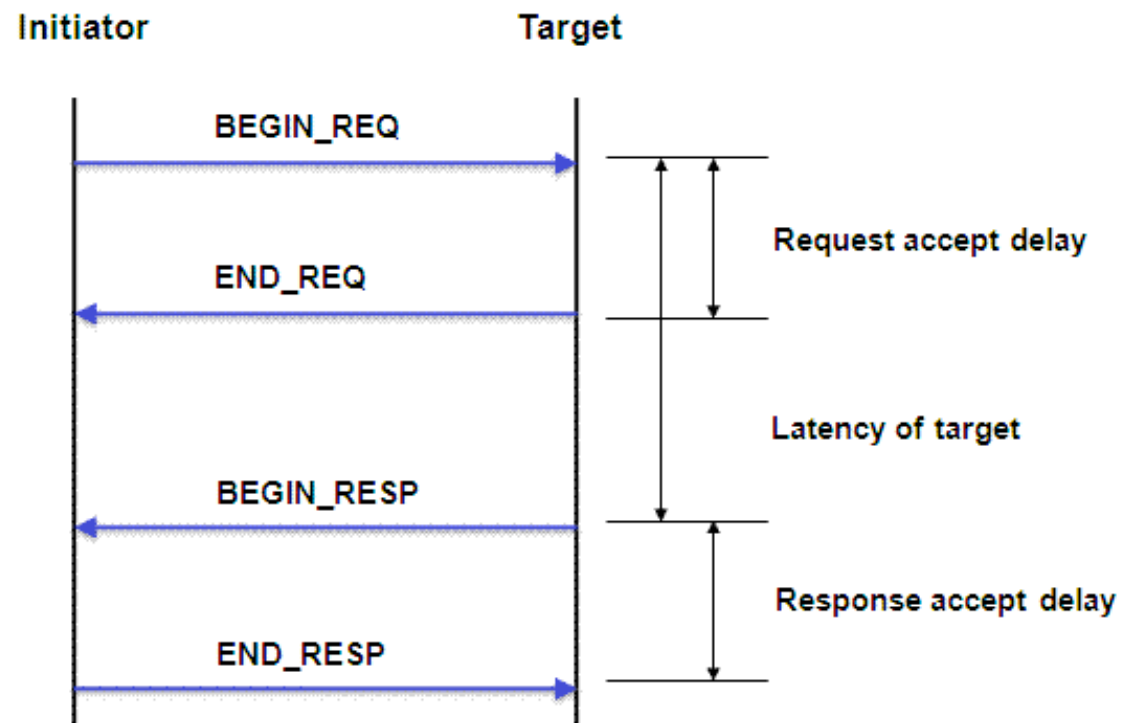 Initiator
Target
BEGIN_REQ
Request accept delay
END_REQ
Latency of target
BEGIN_RESP
Response accept delay
END_RESP